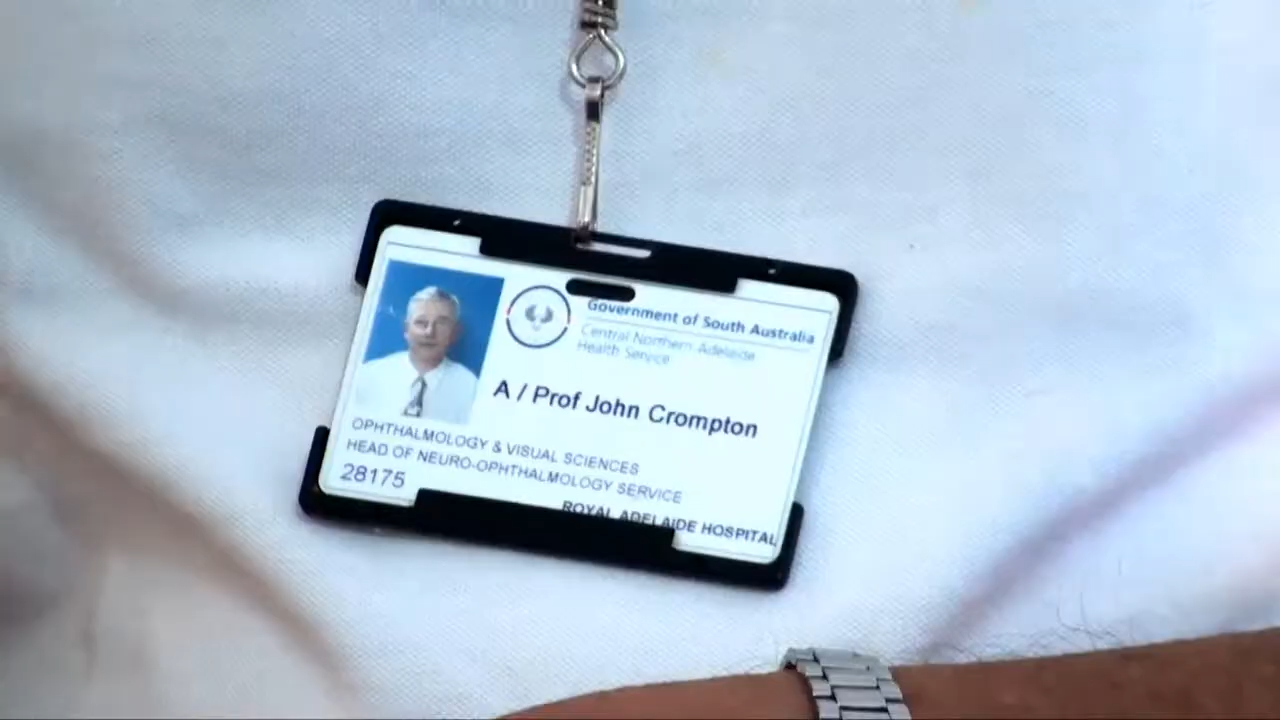 Government of South Australia
Central Northern Adelaide
Health Service
A / Prof John Crompton
OPHTHALMOLOGY & VISUAL SCIENCES
HEAD OF NEURO-OPHTHALMOLOGY SERVICE
28175
ROYAL ADELAIDE HOSPITAL